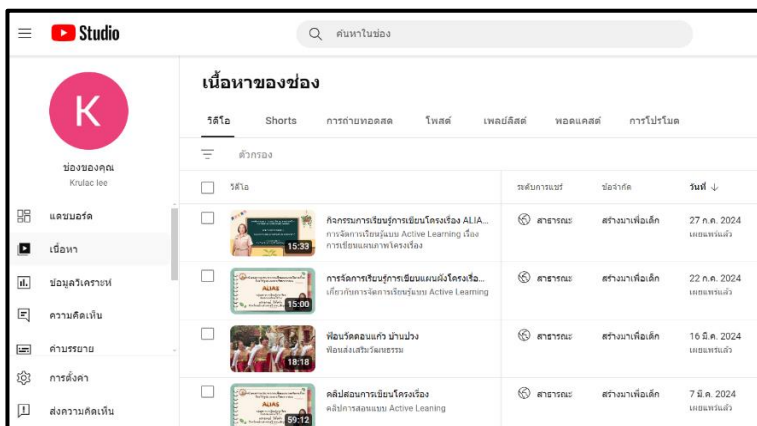 Studio
ค้นหาในช่อง
K
ช่องของคุณ
Krulac lee
แดชบอร์ด
เนื้อหา
ข้อมูลวิเคราะห์
ความคิดเห็น
คำบรรยาย
การตั้งค่า
ส่งความคิดเห็น
เนื้อหาของช่อง
วิดีโอ Shorts การถ่ายทอดสด โพสต์ เพลย์ลิสต์ พอดแคสต์ การโปรโมต
ตัวกรอง
วิดีโอ ระดับการแชร์ ข้อจำกัด วันที่ ↓
15:33
กิจกรรมการเรียนรู้การเขียนโครงเรื่อง ALIA...
การจัดการเรียนรู้แบบ Active Learning เรื่อง
การเขียนแผนภาพโครงเรื่อง
สาธารณะ สร้างมาเพื่อเด็ก 27 ก.ค. 2024
เผยแพร่แล้ว
ALIAS
15:00
การจัดการเรียนรู้การเขียนแผนผังโครงเรื่อ...
เกี่ยวกับการจัดการเรียนรู้แบบ Active Learning
สาธารณะ สร้างมาเพื่อเด็ก 22 ก.ค. 2024
เผยแพร่แล้ว
18:18
ฟ้อนวัดดอนแก้ว บ้านปวง
ฟ้อนส่งเสริมวัฒนธรรม
สาธารณะ สร้างมาเพื่อเด็ก 16 มี.ค. 2024
เผยแพร่แล้ว
ALIAS
59:12
คลิปสอนการเขียนโครงเรื่อง
คลิปการสอนแบบ Active Leaning
สาธารณะ สร้างมาเพื่อเด็ก 7 มี.ค. 2024
เผยแพร่แล้ว